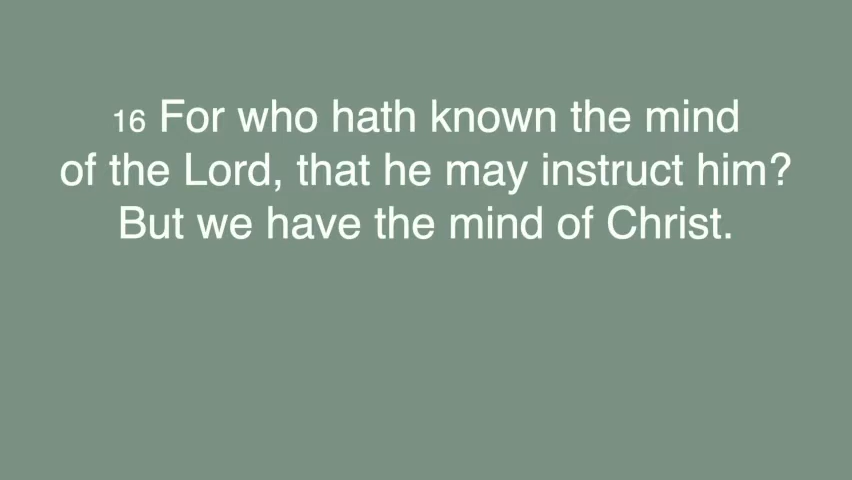 16 For who hath known the mind
of the Lord, that he may instruct him?
But we have the mind of Christ.